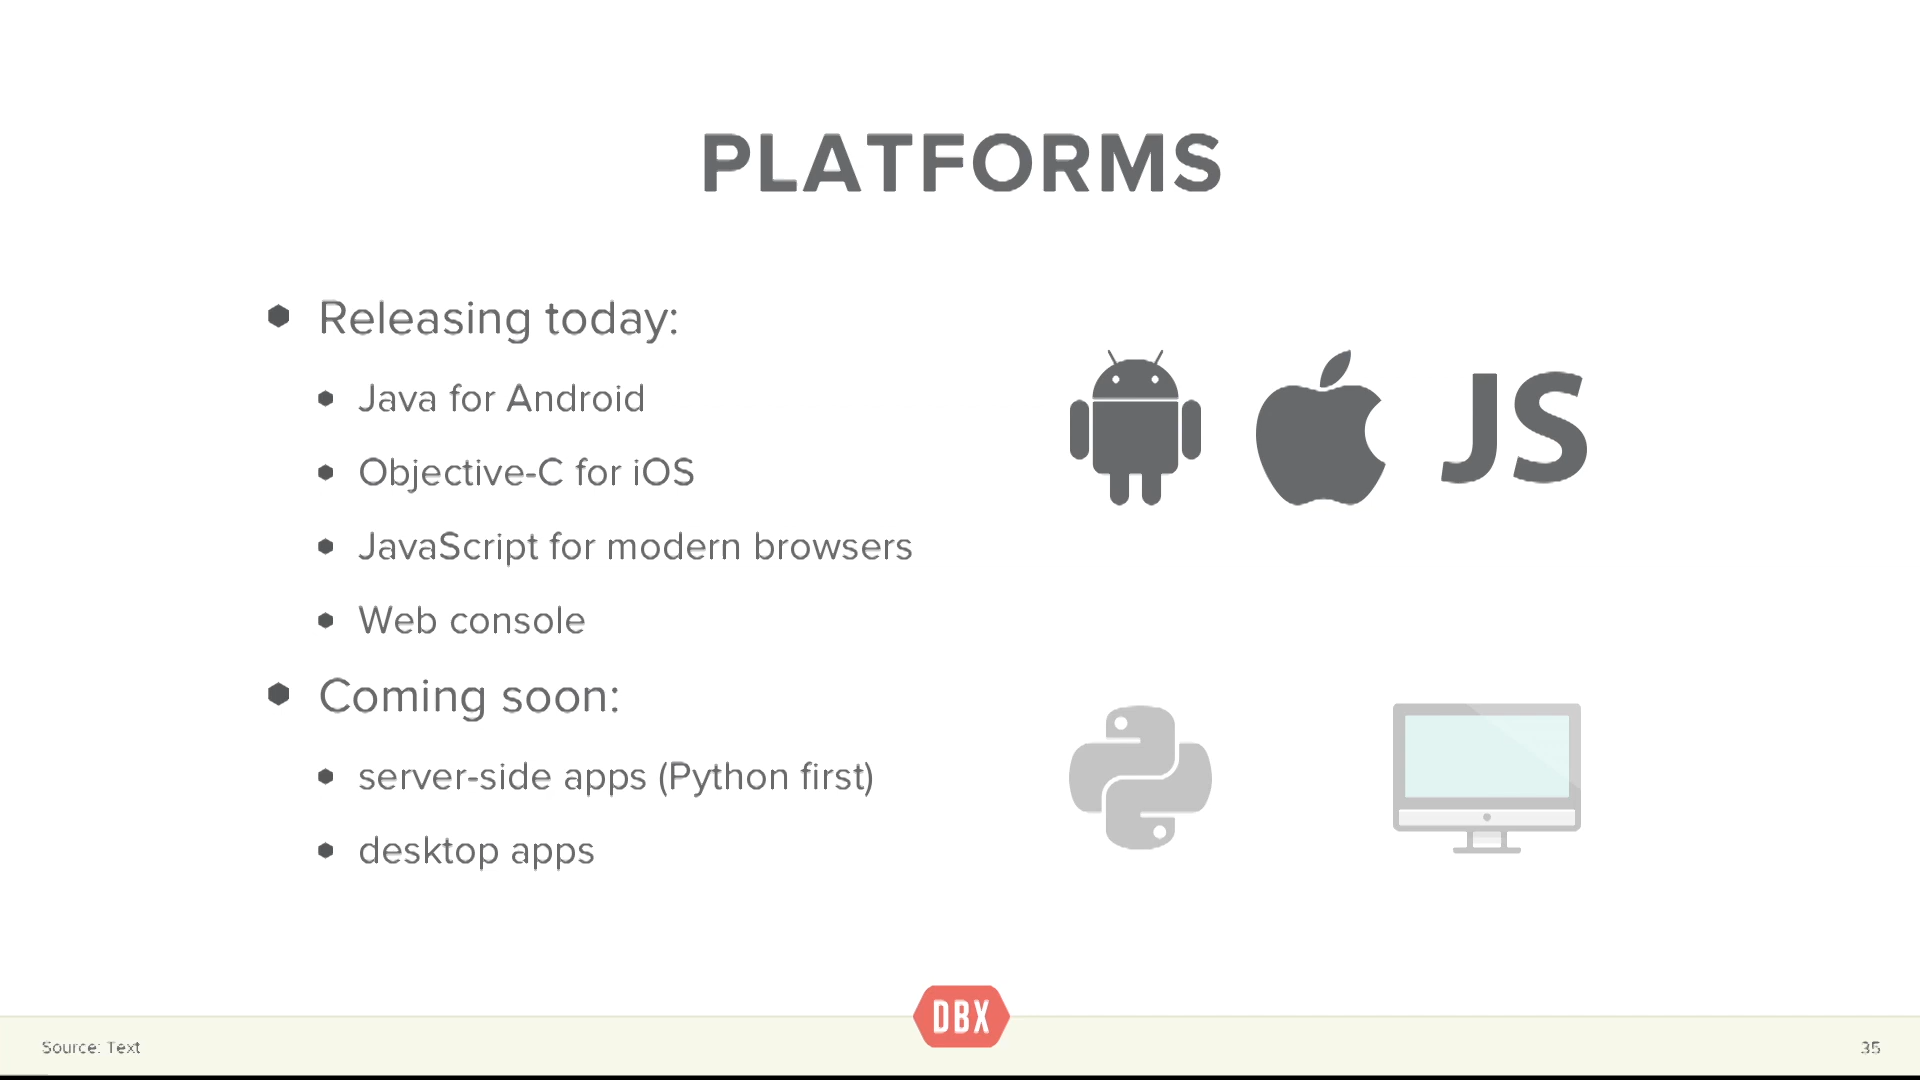 PLATFORMS
Releasing today:
Java for Android
Objective-C for iOS
JavaScript for modern browsers
Web console
Coming soon:
server-side apps (Python first)
desktop apps
JS
DBX
Source: Text
35